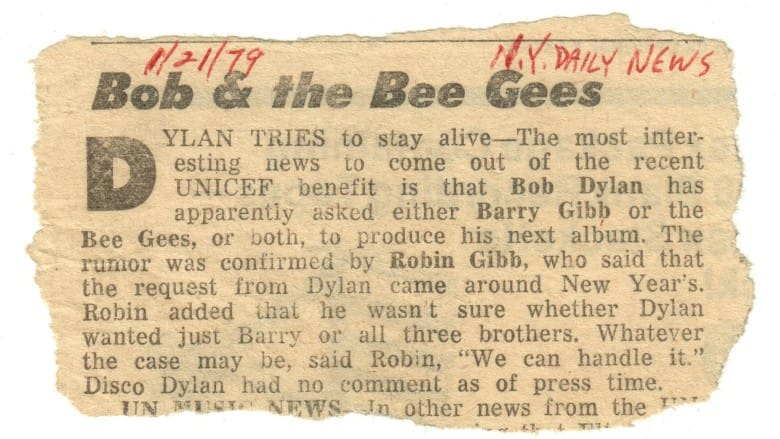 1/21/79 N.Y. DAILY NEWS
Bob & the Bee Gees
DYLAN TRIES to stay alive—The most inter-
esting news to come out of the recent
UNICEF benefit is that Bob Dylan has
apparently asked either Barry Gibb or the
Bee Gees, or both, to produce his next album. The
rumor was confirmed by Robin Gibb, who said that
the request from Dylan came around New Year's.
Robin added that he wasn't sure whether Dylan
wanted just Barry or all three brothers. Whatever
the case may be, said Robin, "We can handle it."
Disco Dylan had no comment as of press time.
UN MUSIC NEWS—In other news from the UN
that